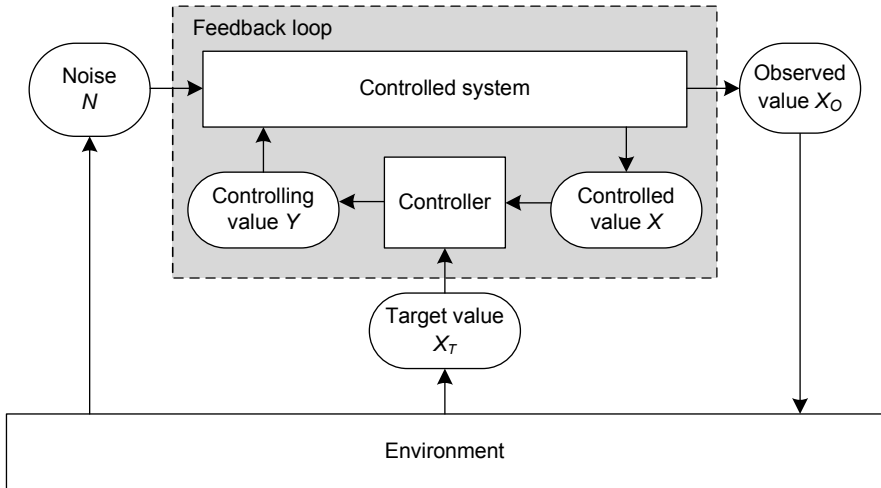 Feedback loop
Noise
N
Controlled system
Observed
value X_O
Controlling
value Y
Controller
Controlled
value X
Target value
X_T
Environment